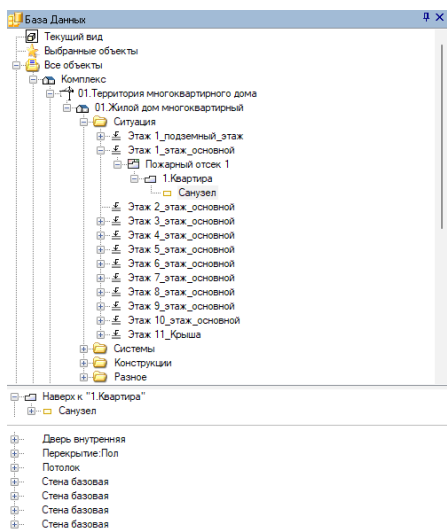 База Данных
Текущий вид
Выбранные объекты
Все объекты
Комплекс
01.Территория многоквартирного дома
01.Жилой дом многоквартирный
Ситуация
Этаж 1_подземный_этаж
Этаж 1_этаж_основной
Пожарный отсек 1
1.Квартира
Санузел
Этаж 2_этаж_основной
Этаж 3_этаж_основной
Этаж 4_этаж_основной
Этаж 5_этаж_основной
Этаж 6_этаж_основной
Этаж 7_этаж_основной
Этаж 8_этаж_основной
Этаж 9_этаж_основной
Этаж 10_этаж_основной
Этаж 11_Крыша
Системы
Конструкции
Разное
Наверх к "1.Квартира"
Санузел
Дверь внутренняя
Перекрытие:Пол
Потолок
Стена базовая
Стена базовая
Стена базовая
Стена базовая